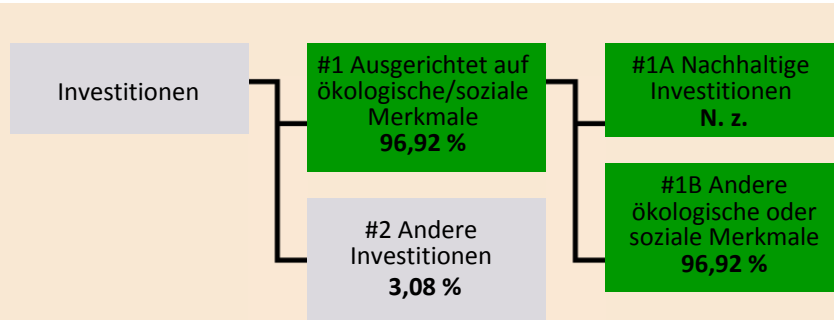 Investitionen
#1 Ausgerichtet auf
ökologische/soziale
Merkmale
96,92 %
#2 Andere
Investitionen
3,08 %
#1A Nachhaltige
Investitionen
N. z.
#1B Andere
ökologische oder
soziale Merkmale
96,92 %